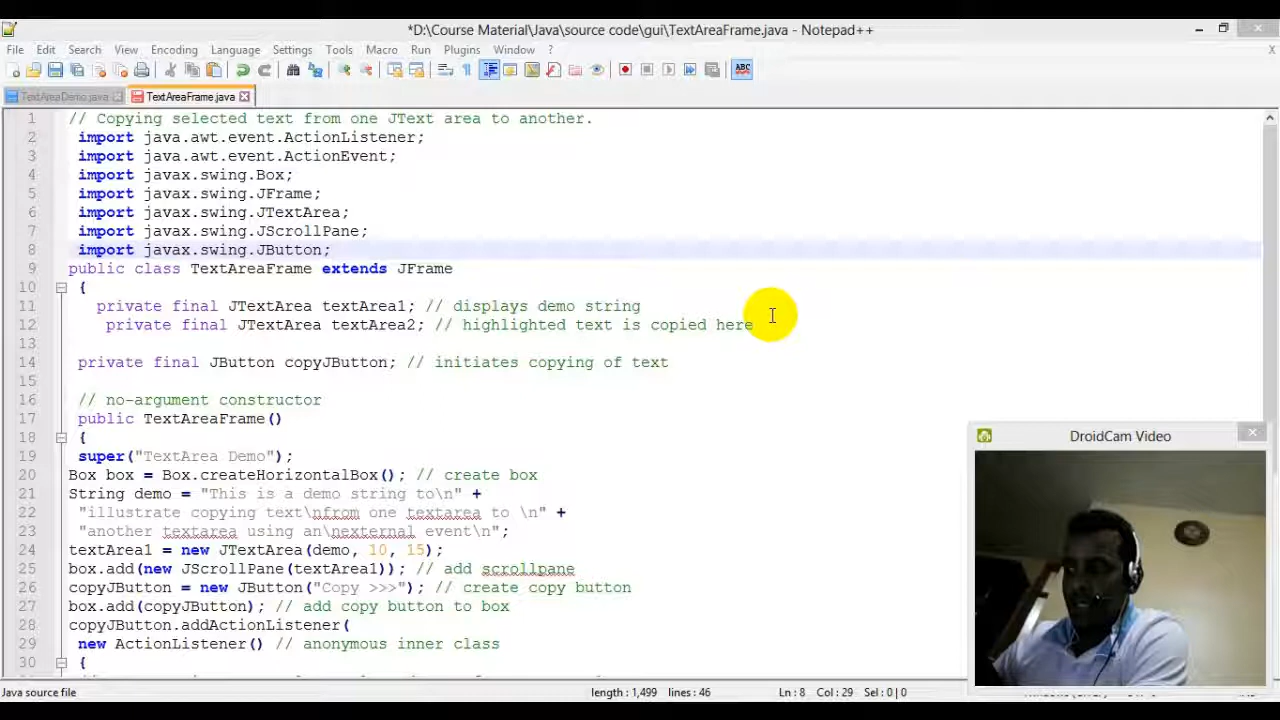 *D:\Course Material\Java\source code\gui\TextAreaFrame.java - Notepad++
File Edit Search View Encoding Language Settings Tools Macro Run Plugins Window ? X
ABC
TextAreaDemo.java TextAreaFrame.java
1 // Copying selected text from one JText area to another.
2 import java.awt.event.ActionListener;
3 import java.awt.event.ActionEvent;
4 import javax.swing.Box;
5 import javax.swing.JFrame;
6 import javax.swing.JTextArea;
7 import javax.swing.JScrollPane;
8 import javax.swing.JButton;
9 public class TextAreaFrame extends JFrame
10 {
11 private final JTextArea textArea1; // displays demo string
12 private final JTextArea textArea2; // highlighted text is copied here
13
14 private final JButton copyJButton; // initiates copying of text
15
16 // no-argument constructor
17 public TextAreaFrame()
18 {
19 super("TextArea Demo");
20 Box box = Box.createHorizontalBox(); // create box
21 String demo = "This is a demo string to\n" +
22 "illustrate copying text\nfrom one textarea to \n" +
23 "another textarea using an\nexternal event\n";
24 textArea1 = new JTextArea(demo, 10, 15);
25 box.add(new JScrollPane(textArea1)); // add scrollpane
26 copyJButton = new JButton("Copy >>>"); // create copy button
27 box.add(copyJButton); // add copy button to box
28 copyJButton.addActionListener(
29 new ActionListener() // anonymous inner class
30 {
DroidCam Video
Java source file length : 1,499 lines : 46 Ln : 8 Col : 29 Sel : 0 | 0